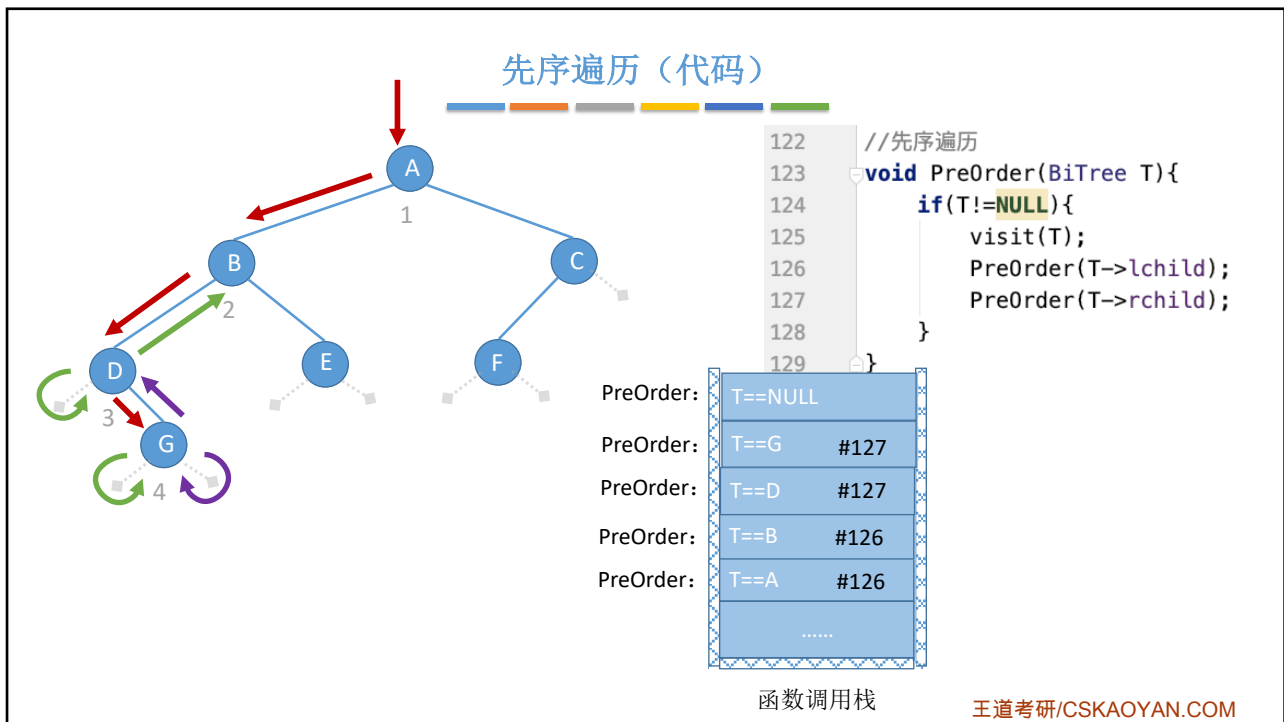 先序遍历（代码）
122 //先序遍历
123 void PreOrder(BiTree T){
124 if(T!=NULL){
125 visit(T);
126 PreOrder(T->lchild);
127 PreOrder(T->rchild);
128 }
129 }
A
1
B
C
2
D
E
F
3
G
4
PreOrder： T==NULL
PreOrder： T==G #127
PreOrder： T==D #127
PreOrder： T==B #126
PreOrder： T==A #126
......
函数调用栈
王道考研/CSKAOYAN.COM